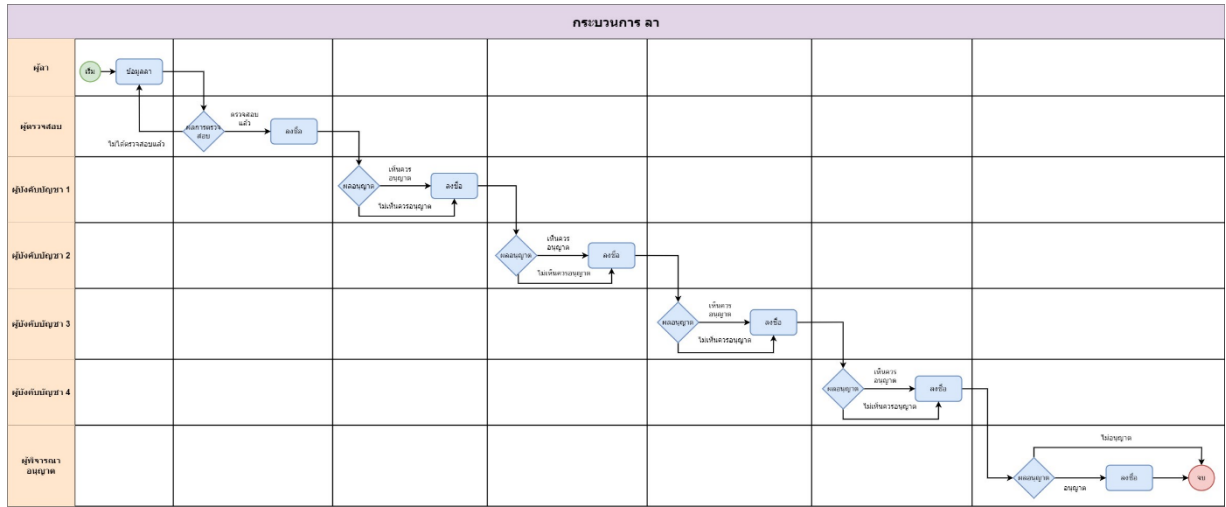 กระบวนการ ลา
ผู้ลา
เริ่ม
ข้อมูลลา
ผู้ตรวจสอบ
ไม่ได้ตรวจสอบแล้ว
ผลการตรวจ
สอบ
ตรวจสอบ
แล้ว
ลงชื่อ
ผู้บังคับบัญชา 1
ผลอนุญาต
เห็นควร
อนุญาต
ไม่เห็นควรอนุญาต
ลงชื่อ
ผู้บังคับบัญชา 2
ผลอนุญาต
เห็นควร
อนุญาต
ไม่เห็นควรอนุญาต
ลงชื่อ
ผู้บังคับบัญชา 3
ผลอนุญาต
เห็นควร
อนุญาต
ไม่เห็นควรอนุญาต
ลงชื่อ
ผู้บังคับบัญชา 4
ผลอนุญาต
เห็นควร
อนุญาต
ไม่เห็นควรอนุญาต
ลงชื่อ
ผู้พิจารณา
อนุญาต
ผลอนุญาต
ไม่อนุญาต
อนุญาต
ลงชื่อ
จบ